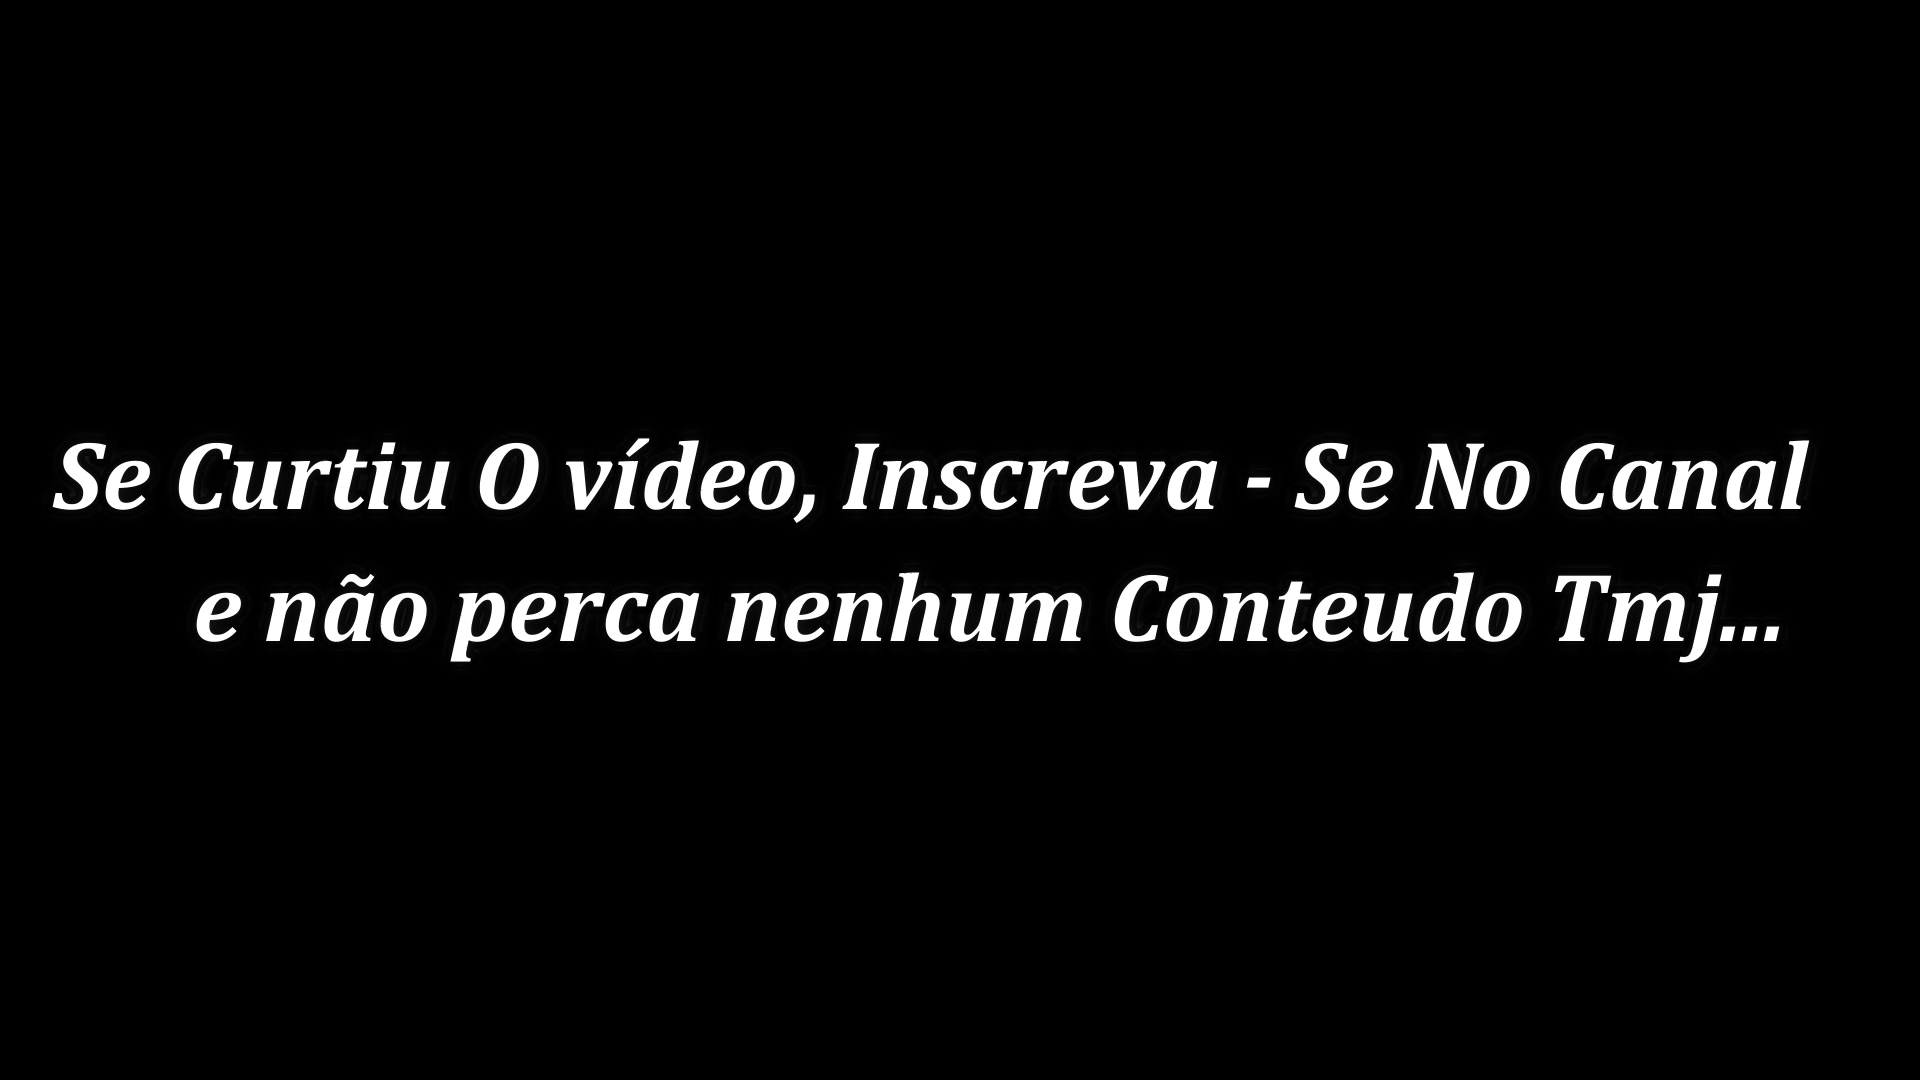 Se Curtiu O vídeo, Inscreva - Se No Canal
e não perca nenhum Conteudo Tmj...